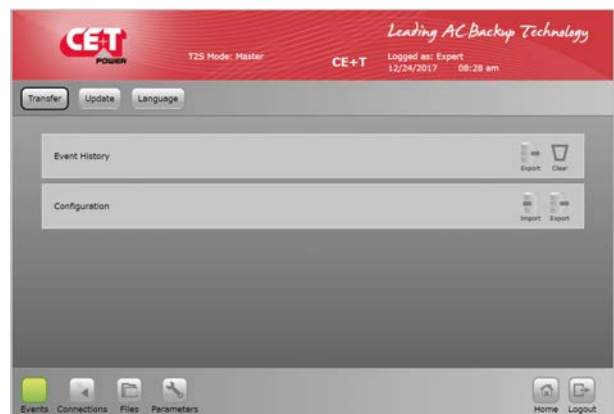 CE+T
POWER
T2S Mode: Master
CE+T
Leading AC Backup Technology
Logged as: Expert
12/24/2017 08:28 am
Transfer Update Language
Event History
Export Clear
Configuration
Import Export
Events Connections Files Parameters
Home Logout